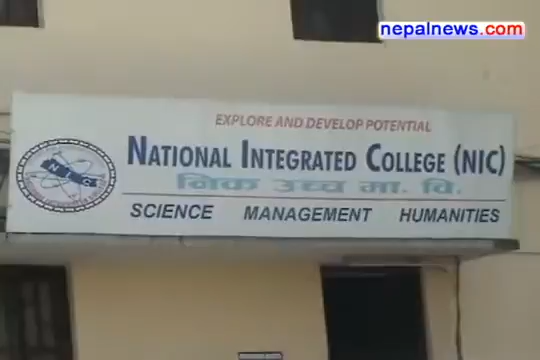 nepalnews.com
EXPLORE AND DEVELOP POTENTIAL
NATIONAL INTEGRATED COLLEGE (NIC)
निक उच्च मा. वि.
SCIENCE MANAGEMENT HUMANITIES